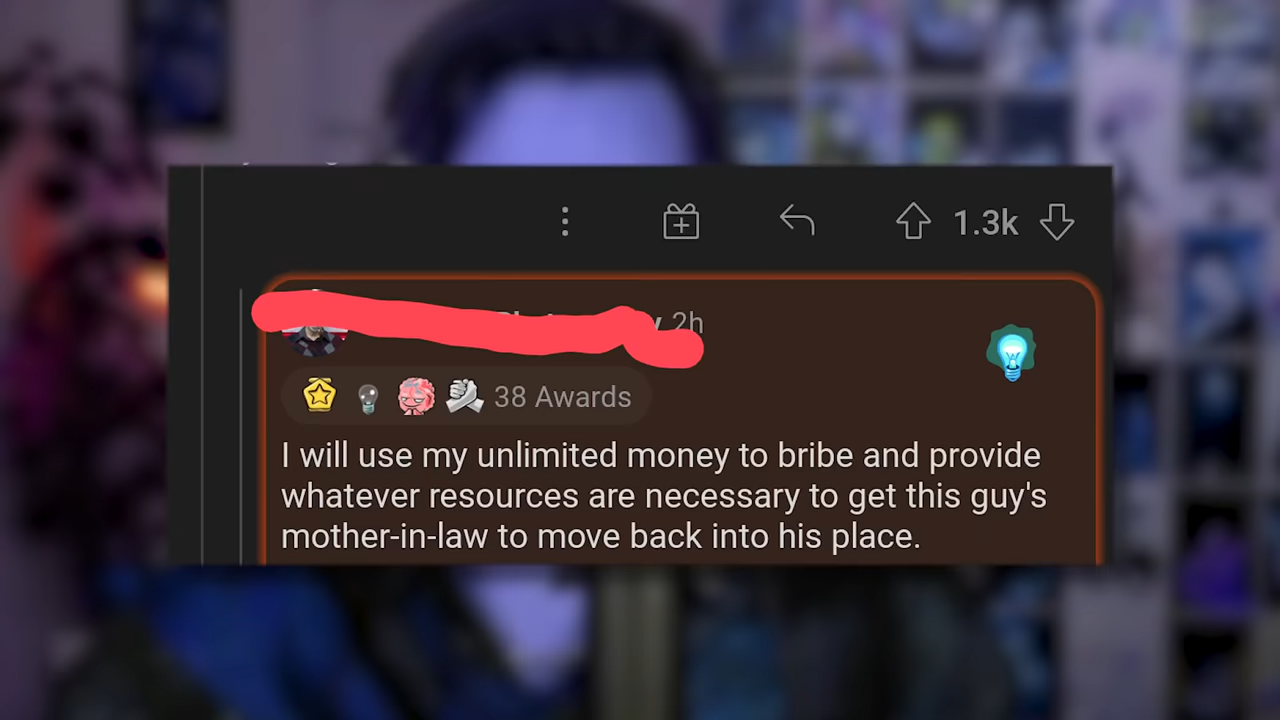 1.3k
2h
38 Awards
I will use my unlimited money to bribe and provide
whatever resources are necessary to get this guy's
mother-in-law to move back into his place.